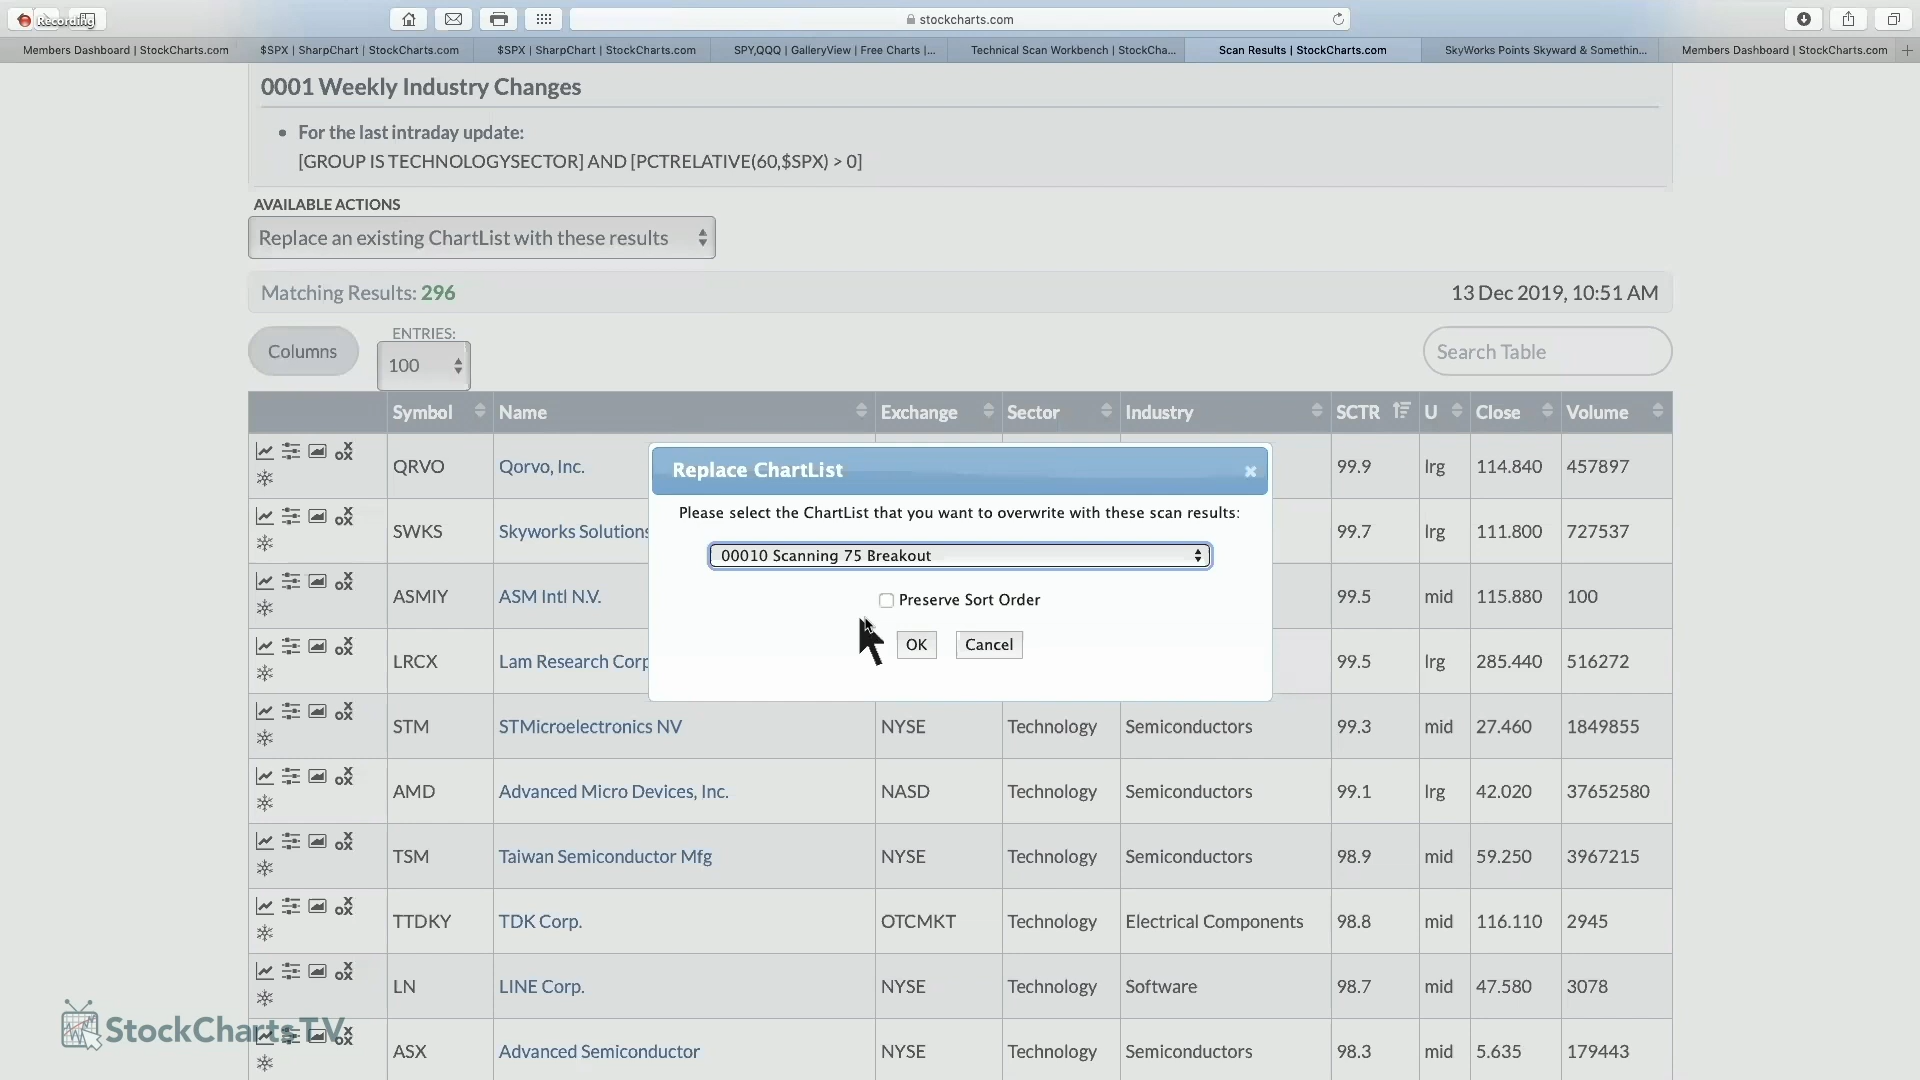 Recording
stockcharts.com
Members Dashboard | StockCharts.com
$SPX | SharpChart | StockCharts.com
$SPX | SharpChart | StockCharts.com
SPY,QQQ | GalleryView | Free Charts |...
Technical Scan Workbench | StockCha...
Scan Results | StockCharts.com
SkyWorks Points Skyward & Somethin...
Members Dashboard | StockCharts.com
0001 Weekly Industry Changes
• For the last intraday update:
[GROUP IS TECHNOLOGYSECTOR] AND [PCTRELATIVE(60,$SPX) > 0]
AVAILABLE ACTIONS
Replace an existing ChartList with these results
Matching Results: 296
13 Dec 2019, 10:51 AM
Columns
ENTRIES:
100
Search Table
Symbol Name Exchange Sector Industry SCTR U Close Volume
QRVO Qorvo, Inc. 99.9 lrg 114.840 457897
SWKS Skyworks Solutions 99.7 lrg 111.800 727537
ASMIY ASM Intl N.V. 99.5 mid 115.880 100
LRCX Lam Research Corp 99.5 lrg 285.440 516272
STM STMicroelectronics NV NYSE Technology Semiconductors 99.3 mid 27.460 1849855
AMD Advanced Micro Devices, Inc. NASD Technology Semiconductors 99.1 lrg 42.020 37652580
TSM Taiwan Semiconductor Mfg NYSE Technology Semiconductors 98.9 mid 59.250 3967215
TTDKY TDK Corp. OTCMKT Technology Electrical Components 98.8 mid 116.110 2945
LN LINE Corp. NYSE Technology Software 98.7 mid 47.580 3078
ASX Advanced Semiconductor NYSE Technology Semiconductors 98.3 mid 5.635 179443
Replace ChartList
Please select the ChartList that you want to overwrite with these scan results:
00010 Scanning 75 Breakout
Preserve Sort Order
OK
Cancel
StockChartsTV